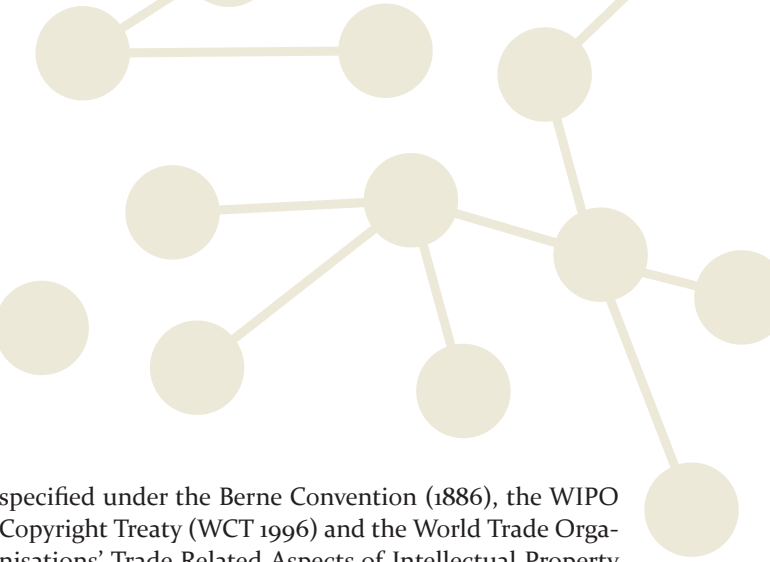 specified under the Berne Convention (1886), the WIPO
Copyright Treaty (WCT 1996) and the World Trade Orga-
nisations’ Trade Related Aspects of Intellectual Property